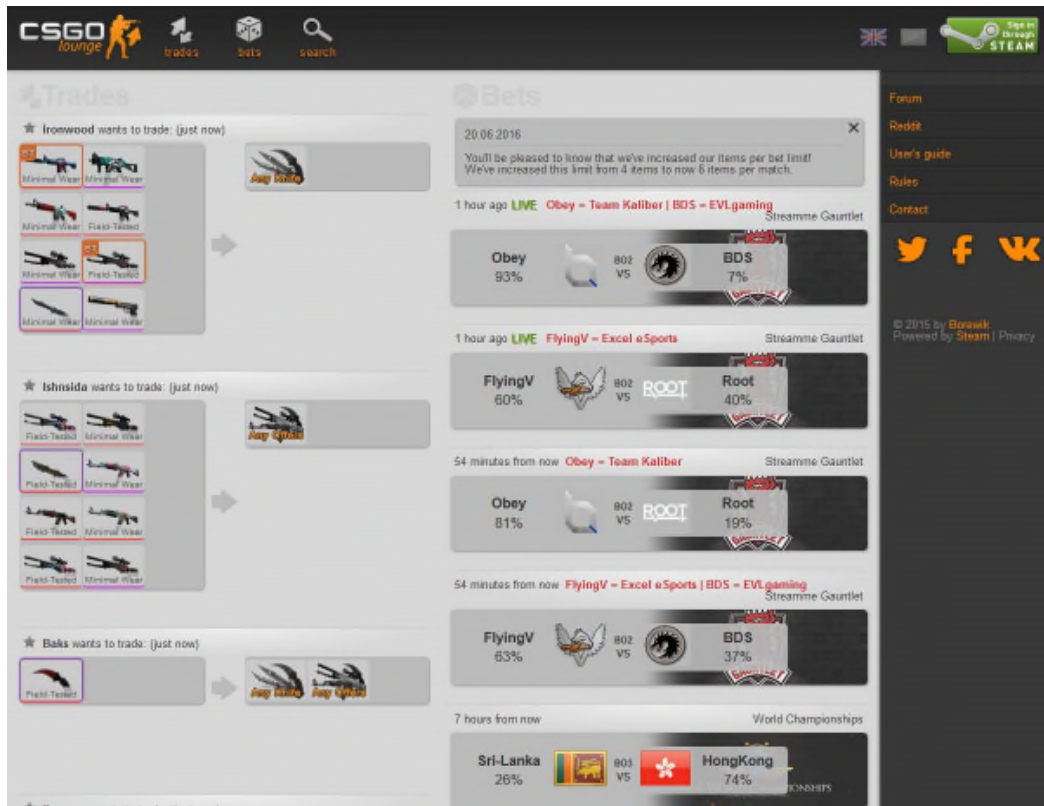 CSGO
lounge
trades
bets
search
Sign in
through
STEAM
Trades
Ironwood wants to trade: (just now)
Minimal Wear
Minimal Wear
Minimal Wear
Field-Tested
Minimal Wear
Field-Tested
Minimal Wear
Minimal Wear
Any Knife
Ishnsida wants to trade: (just now)
Field-Tested
Minimal Wear
Field-Tested
Minimal Wear
Field-Tested
Minimal Wear
Field-Tested
Minimal Wear
Any Offers
Baks wants to trade: (just now)
Field-Tested
Any Knife
Any Offers
Bets
20.06.2016
You'll be pleased to know that we've increased our items per bet limit!
We've increased this limit from 4 items to now 6 items per match.
1 hour ago LIVE Obey = Team Kaliber | BDS = EVLgaming
Streamme Gauntlet
Obey
93%
BO2
VS
BDS
7%
1 hour ago LIVE FlyingV = Excel eSports Streamme Gauntlet
FlyingV
60%
BO2
VS
ROOT
Root
40%
54 minutes from now Obey = Team Kaliber Streamme Gauntlet
Obey
81%
BO2
VS
ROOT
Root
19%
GAUNTLET
54 minutes from now FlyingV = Excel eSports | BDS = EVLgaming
Streamme Gauntlet
FlyingV
63%
BO2
VS
BDS
37%
7 hours from now World Championships
Sri-Lanka
26%
BO3
VS
HongKong
74%
Forum
Reddit
User's guide
Rules
Contact
© 2015 by Borewik
Powered by Steam | Privacy